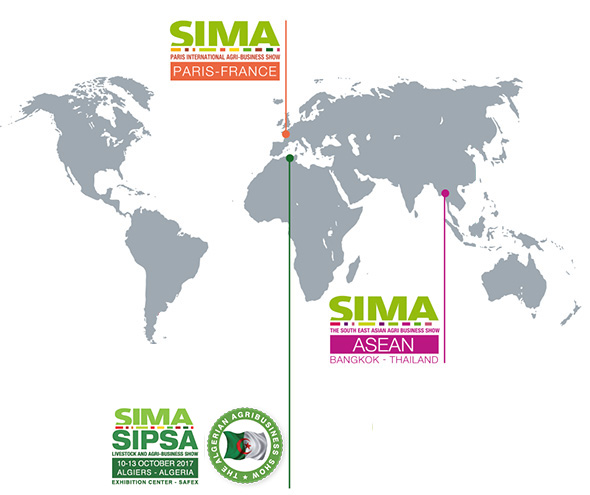 SIMA
PARIS INTERNATIONAL AGRI-BUSINESS SHOW
PARIS-FRANCE
SIMA
THE SOUTH EAST ASIAN AGRI BUSINESS SHOW
ASEAN
BANGKOK - THAILAND
SIMA
SIPSA
LIVESTOCK AND AGRI-BUSINESS SHOW
10-13 OCTOBER 2017
ALGIERS - ALGERIA
EXHIBITION CENTER - SAFEX
THE ALGERIAN AGRIBUSINESS SHOW